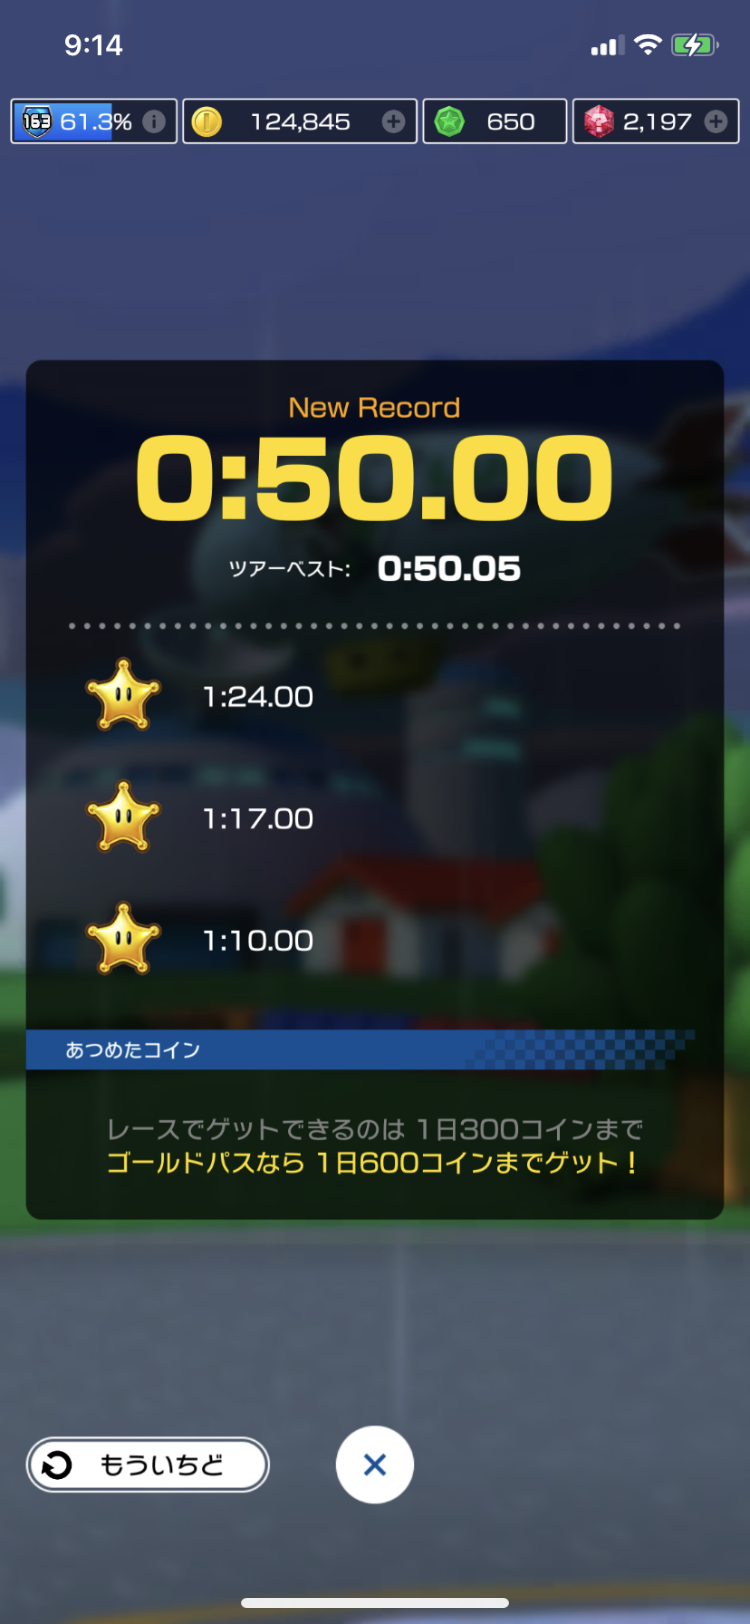 9:14
163 61.3% i 124,845 + 650 ? 2,197 +
New Record
0:50.00
ツアーベスト: 0:50.05
1:24.00
1:17.00
1:10.00
あつめたコイン
レースでゲットできるのは 1日300コインまで
ゴールドパスなら 1日600コインまでゲット!
もういちど ×